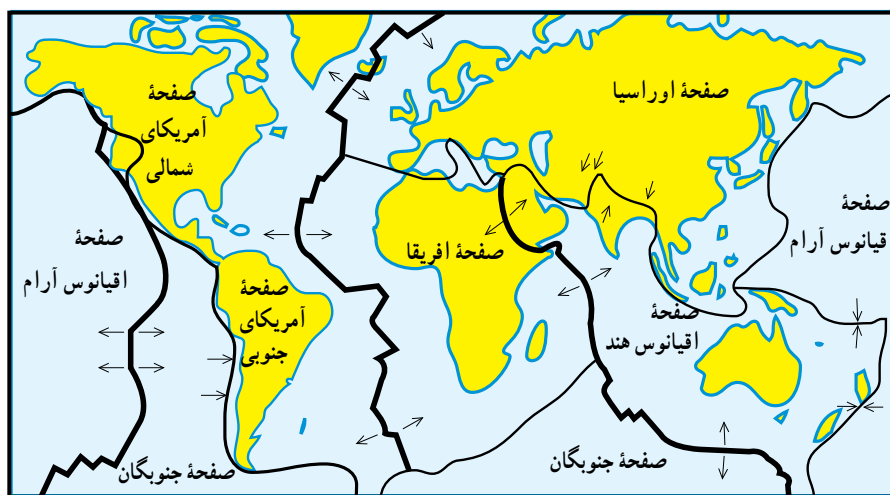 صفحهٔ
آمریکای
شمالی
صفحهٔ اوراسیا
صفحهٔ
قیانوس آرام
صفحهٔ
اقیانوس آرام
صفحهٔ افریقا
صفحهٔ
آمریکای
جنوبی
صفحهٔ
اقیانوس هند
صفحهٔ جنوبگان
صفحهٔ جنوبگان